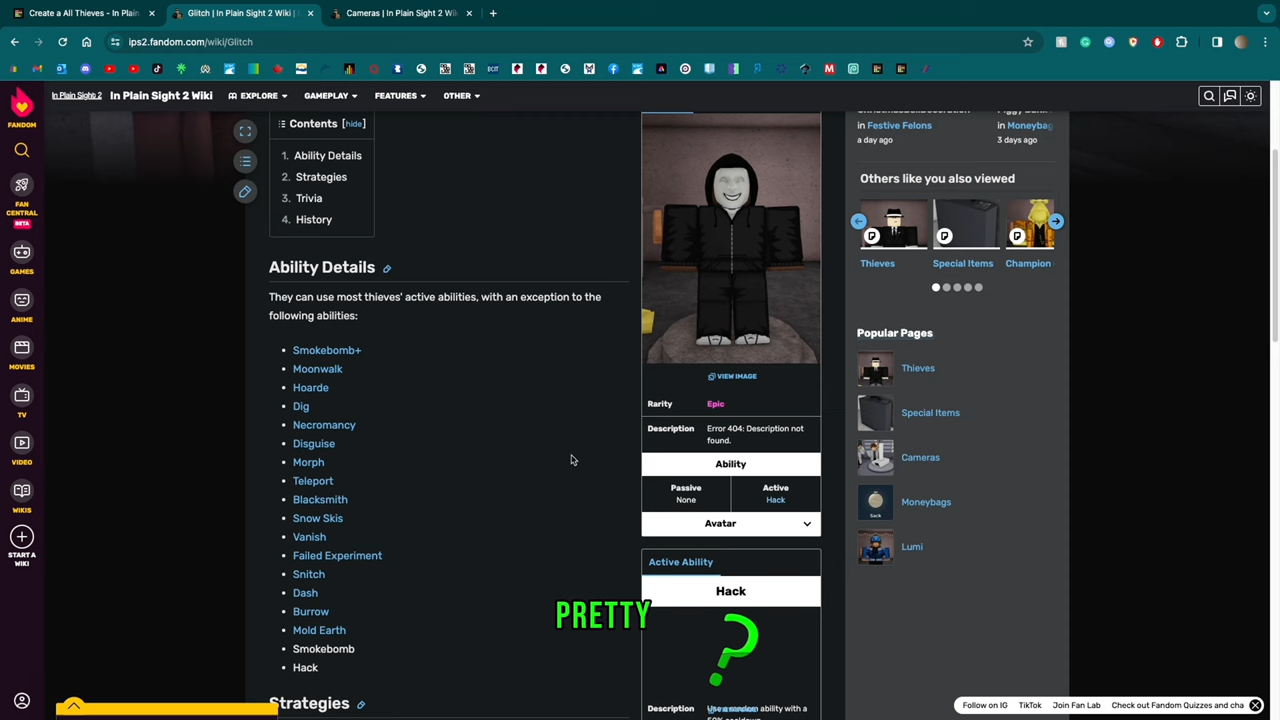 Create a All Thieves - In Plain
Glitch | In Plain Sight 2 Wiki |
Cameras | In Plain Sight 2 Wiki
ips2.fandom.com/wiki/Glitch
In Plain Sight 2
In Plain Sight 2 Wiki
EXPLORE
GAMEPLAY
FEATURES
OTHER
FANDOM
FAN
CENTRAL
BETA
GAMES
ANIME
MOVIES
TV
VIDEO
WIKIS
START A
WIKI
Contents [hide]
1. Ability Details
2. Strategies
3. Trivia
4. History
Ability Details
They can use most thieves' active abilities, with an exception to the
following abilities:
• Smokebomb+
• Moonwalk
• Hoarde
• Dig
• Necromancy
• Disguise
• Morph
• Teleport
• Blacksmith
• Snow Skis
• Vanish
• Failed Experiment
• Snitch
• Dash
• Burrow
• Mold Earth
• Smokebomb
• Hack
Strategies
VIEW IMAGE
Rarity Epic
Description Error 404: Description not
found.
Ability
Passive Active
None Hack
Avatar
Active Ability
Hack
?
Description Use a random ability with a
PRETTY
in Festive Felons
a day ago
in Moneybag
3 days ago
Others like you also viewed
Thieves
Special Items
Champion
Popular Pages
Thieves
Special Items
Cameras
Sack
Moneybags
Lumi
Follow on IG
TikTok
Join Fan Lab
Check out Fandom Quizzes and cha